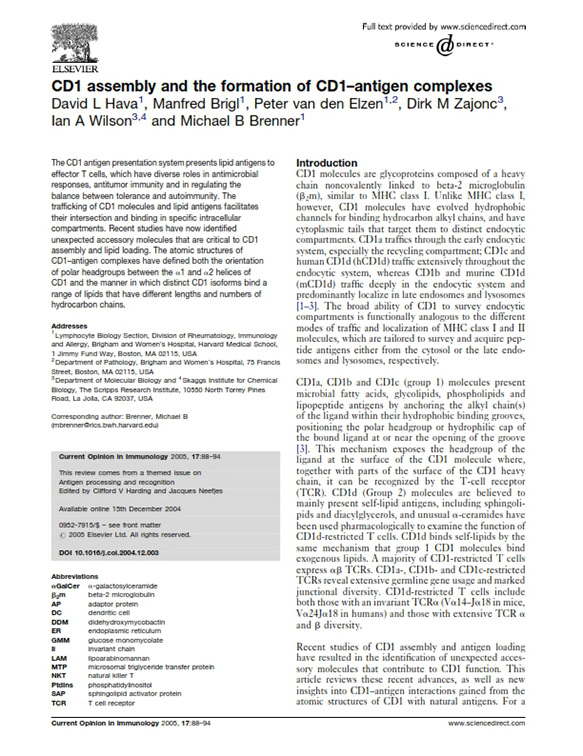 Full text provided by www.sciencedirect.com
SCIENCE d DIRECT®
ELSEVIER
CD1 assembly and the formation of CD1–antigen complexes
David L Hava1, Manfred Brigl1, Peter van den Elzen1,2, Dirk M Zajonc3,
Ian A Wilson3,4 and Michael B Brenner1
The CD1 antigen presentation system presents lipid antigens to
effector T cells, which have diverse roles in antimicrobial
responses, antitumor immunity and in regulating the
balance between tolerance and autoimmunity. The
trafficking of CD1 molecules and lipid antigens facilitates
their intersection and binding in specific intracellular
compartments. Recent studies have now identified
unexpected accessory molecules that are critical to CD1
assembly and lipid loading. The atomic structures of
CD1–antigen complexes have defined both the orientation
of polar headgroups between the α1 and α2 helices of
CD1 and the manner in which distinct CD1 isoforms bind a
range of lipids that have different lengths and numbers of
hydrocarbon chains.
Addresses
1 Lymphocyte Biology Section, Division of Rheumatology, Immunology
and Allergy, Brigham and Women's Hospital, Harvard Medical School,
1 Jimmy Fund Way, Boston, MA 02115, USA
2 Department of Pathology, Brigham and Women's Hospital, 75 Francis
Street, Boston, MA 02115, USA
3 Department of Molecular Biology and 4 Skaggs Institute for Chemical
Biology, The Scripps Research Institute, 10550 North Torrey Pines
Road, La Jolla, CA 92037, USA
Corresponding author: Brenner, Michael B
(mbrenner@rics.bwh.harvard.edu)
Current Opinion in Immunology 2005, 17:88–94
This review comes from a themed issue on
Antigen processing and recognition
Edited by Clifford V Harding and Jacques Neefjes
Available online 15th December 2004
0952-7915/$ – see front matter
© 2005 Elsevier Ltd. All rights reserved.
DOI 10.1016/j.coi.2004.12.003
Abbreviations
αGalCer α-galactosylceramide
β2m beta-2 microglobulin
AP adaptor protein
DC dendritic cell
DDM didehydroxymycobactin
ER endoplasmic reticulum
GMM glucose monomycolate
Ii invariant chain
LAM lipoarabinomannan
MTP microsomal triglyceride transfer protein
NKT natural killer T
PtdIns phosphatidylinositol
SAP sphingolipid activator protein
TCR T cell receptor
Introduction
CD1 molecules are glycoproteins composed of a heavy
chain noncovalently linked to beta-2 microglobulin
(β2m), similar to MHC class I. Unlike MHC class I,
however, CD1 molecules have evolved hydrophobic
channels for binding hydrocarbon alkyl chains, and have
cytoplasmic tails that target them to distinct endocytic
compartments. CD1a traffics through the early endocytic
system, especially the recycling compartment; CD1c and
human CD1d (hCD1d) traffic extensively throughout the
endocytic system, whereas CD1b and murine CD1d
(mCD1d) traffic deeply in the endocytic system and
predominantly localize in late endosomes and lysosomes
[1–3]. The broad ability of CD1 to survey endocytic
compartments is functionally analogous to the different
modes of traffic and localization of MHC class I and II
molecules, which are tailored to survey and acquire pep-
tide antigens either from the cytosol or the late endo-
somes and lysosomes, respectively.
CD1a, CD1b and CD1c (group 1) molecules present
microbial fatty acids, glycolipids, phospholipids and
lipopeptide antigens by anchoring the alkyl chain(s)
of the ligand within their hydrophobic binding grooves,
positioning the polar headgroup or hydrophilic cap of
the bound ligand at or near the opening of the groove
[3]. This mechanism exposes the headgroup of the
ligand at the surface of the CD1 molecule where,
together with parts of the surface of the CD1 heavy
chain, it can be recognized by the T-cell receptor
(TCR). CD1d (Group 2) molecules are believed to
mainly present self-lipid antigens, including sphingoli-
pids and diacylglycerols, and unusual α-ceramides have
been used pharmacologically to examine the function of
CD1d-restricted T cells. CD1d binds self-lipids by the
same mechanism that group 1 CD1 molecules bind
exogenous lipids. A majority of CD1-restricted T cells
express αβ TCRs. CD1a-, CD1b- and CD1c-restricted
TCRs reveal extensive germline gene usage and marked
junctional diversity. CD1d-restricted T cells include
both those with an invariant TCRα (Vα14–Jα18 in mice,
Vα24Jα18 in humans) and those with extensive TCR α
and β diversity.
Recent studies of CD1 assembly and antigen loading
have resulted in the identification of unexpected acces-
sory molecules that contribute to CD1 function. This
article reviews these recent advances, as well as new
insights into CD1–antigen interactions gained from the
atomic structures of CD1 with natural antigens. For a
Current Opinion in Immunology 2005, 17:88–94
www.sciencedirect.com